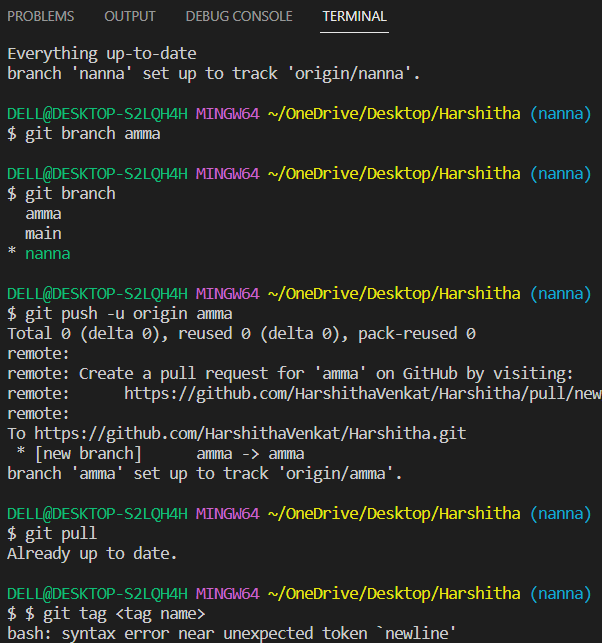 PROBLEMS OUTPUT DEBUG CONSOLE TERMINAL
Everything up-to-date
branch 'nanna' set up to track 'origin/nanna'.
DELL@DESKTOP-S2LQH4H MINGW64 ~/OneDrive/Desktop/Harshitha (nanna)
$ git branch amma
DELL@DESKTOP-S2LQH4H MINGW64 ~/OneDrive/Desktop/Harshitha (nanna)
$ git branch
  amma
  main
* nanna
DELL@DESKTOP-S2LQH4H MINGW64 ~/OneDrive/Desktop/Harshitha (nanna)
$ git push -u origin amma
Total 0 (delta 0), reused 0 (delta 0), pack-reused 0
remote:
remote: Create a pull request for 'amma' on GitHub by visiting:
remote:      https://github.com/HarshithaVenkat/Harshitha/pull/new
remote:
To https://github.com/HarshithaVenkat/Harshitha.git
 * [new branch]      amma -> amma
branch 'amma' set up to track 'origin/amma'.
DELL@DESKTOP-S2LQH4H MINGW64 ~/OneDrive/Desktop/Harshitha (nanna)
$ git pull
Already up to date.
DELL@DESKTOP-S2LQH4H MINGW64 ~/OneDrive/Desktop/Harshitha (nanna)
$ $ git tag <tag name>
bash: syntax error near unexpected token `newline'